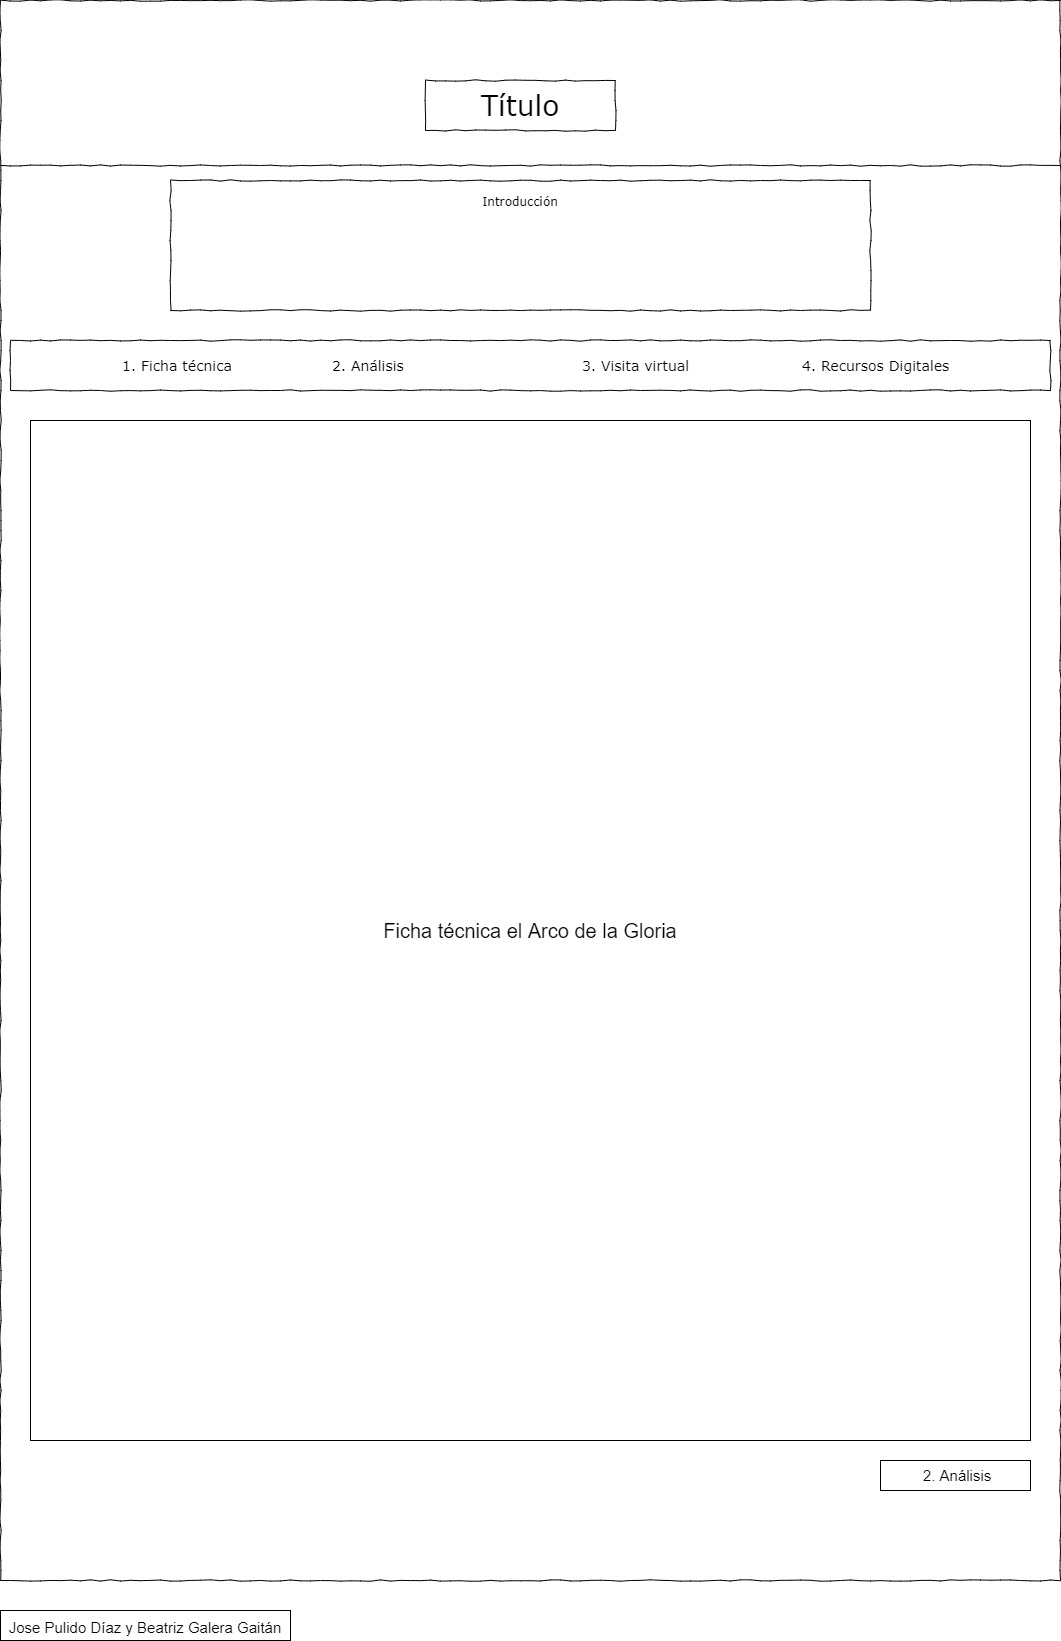 Título
Introducción
1. Ficha técnica
2. Análisis
3. Visita virtual
4. Recursos Digitales
Ficha técnica el Arco de la Gloria
2. Análisis
Jose Pulido Díaz y Beatriz Galera Gaitán